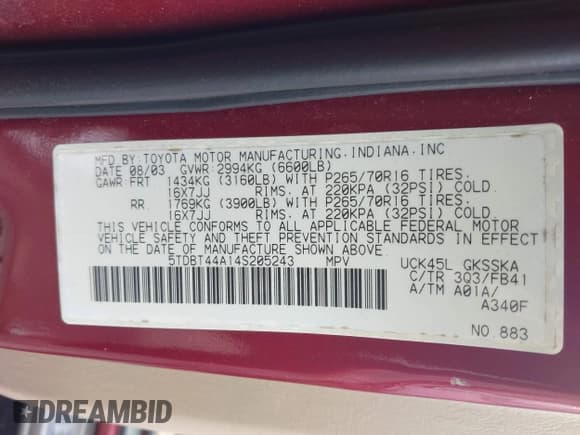 MFD.BY:TOYOTA MOTOR MANUFACTURING.INDIANA.INC
DATE 08/03 GVWR:2994KG (6600LB)
GAWR:FRT 1434KG (3160LB) WITH P265/70R16 TIRES.
16X7JJ RIMS. AT 220KPA (32PSI) COLD.
RR 1769KG (3900LB) WITH P265/70R16 TIRES.
16X7JJ RIMS. AT 220KPA (32PSI) COLD.
THIS VEHICLE CONFORMS TO ALL APPLICABLE FEDERAL MOTOR
VEHICLE SAFETY AND THEFT PREVENTION STANDARDS IN EFFECT
ON THE DATE OF MANUFACTURE SHOWN ABOVE.
5TDBT44A14S205243 MPV
UCK45L GKSSKA
C/TR 3Q3/FB41
A/TM A01A/
A340F
NO.883
DREAMBID